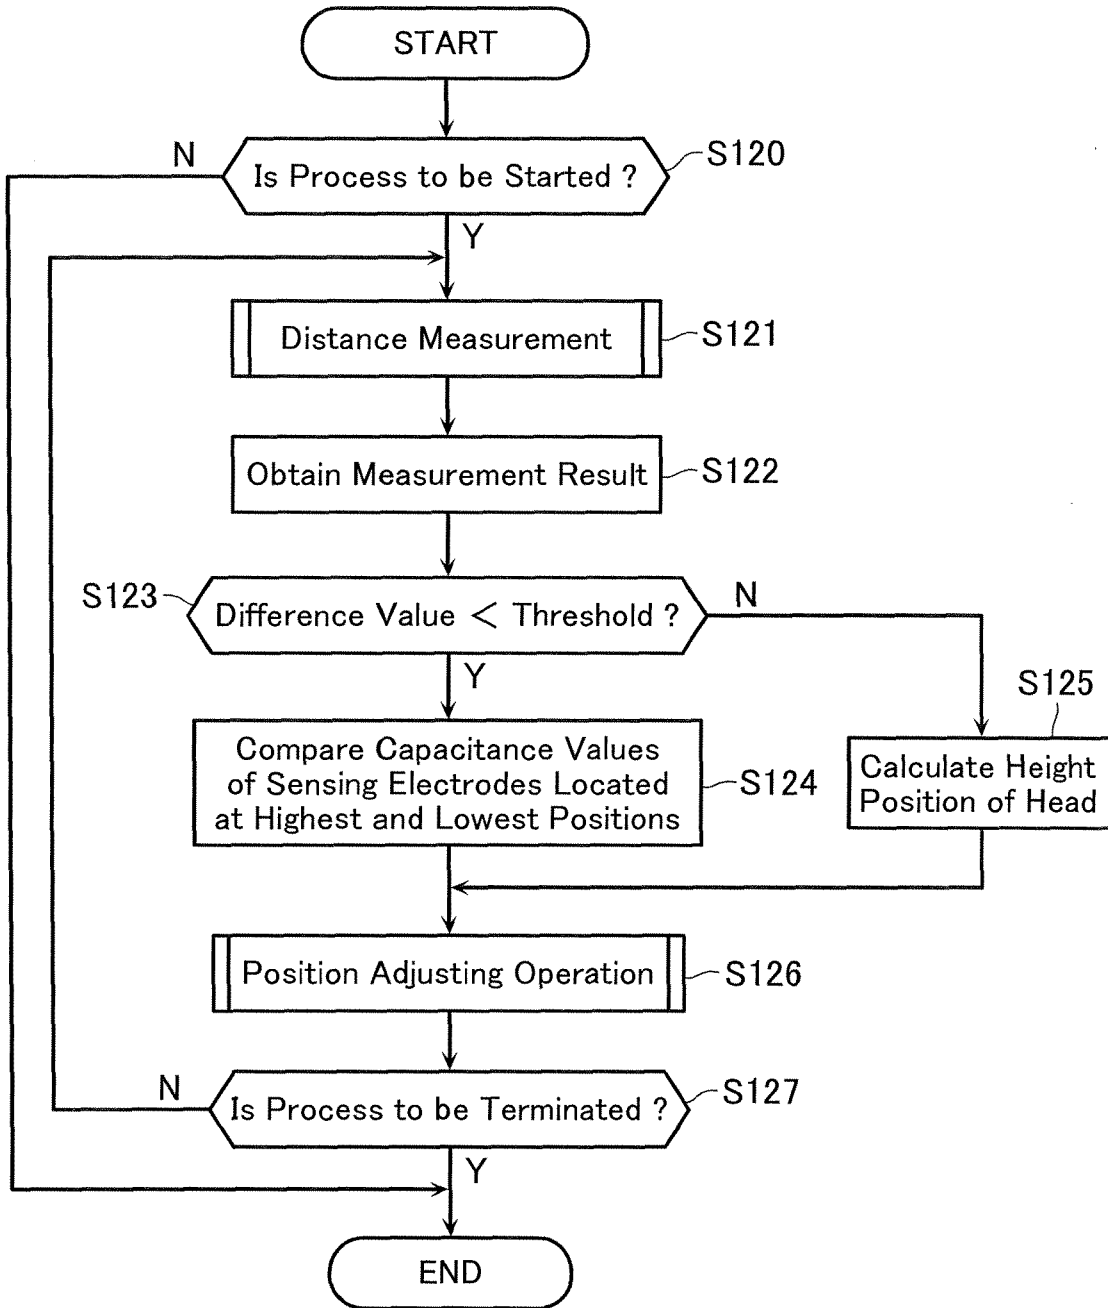 START
N
Is Process to be Started ?
S120
Y
Distance Measurement
S121
Obtain Measurement Result
S122
S123
Difference Value < Threshold ?
N
Y
S125
Compare Capacitance Values
of Sensing Electrodes Located
at Highest and Lowest Positions
S124
Calculate Height
Position of Head
Position Adjusting Operation
S126
N
Is Process to be Terminated ?
S127
Y
END